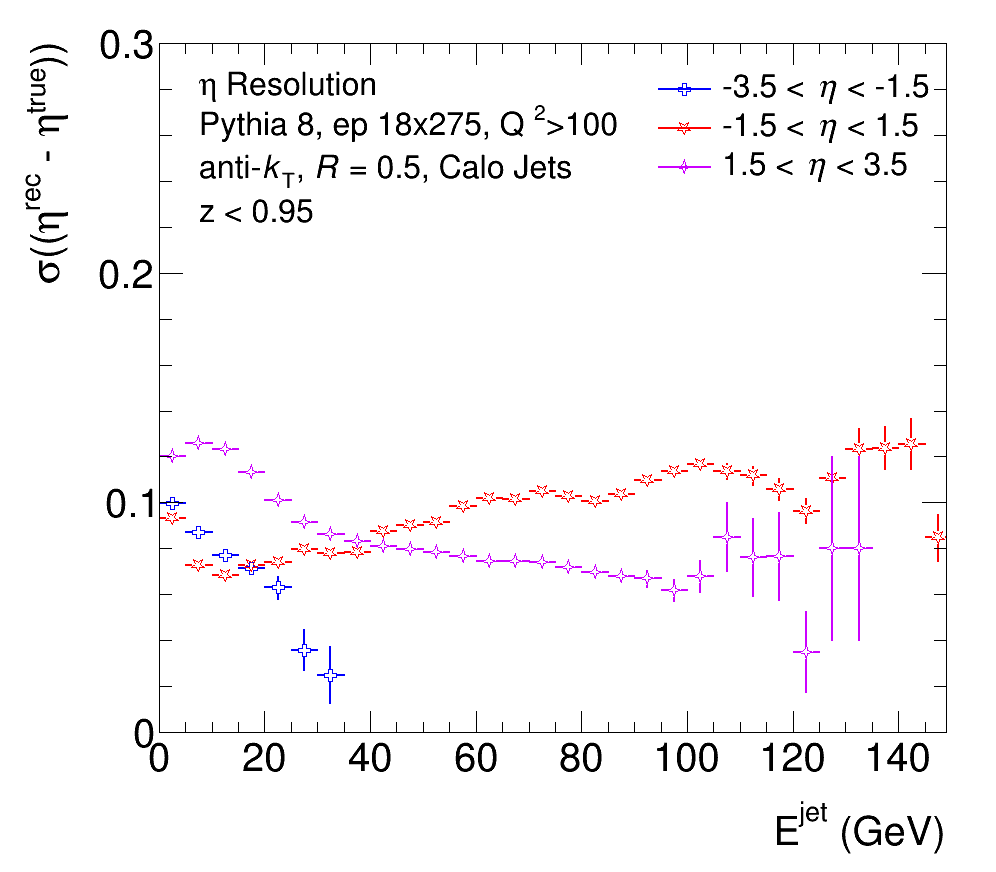 η Resolution
Pythia 8, ep 18x275, Q ²>100
anti-k_T, R = 0.5, Calo Jets
z < 0.95
-3.5 < η < -1.5
-1.5 < η < 1.5
1.5 < η < 3.5
σ((η^rec - η^true))
0.3
0.2
0.1
0
0 20 40 60 80 100 120 140
E^jet (GeV)